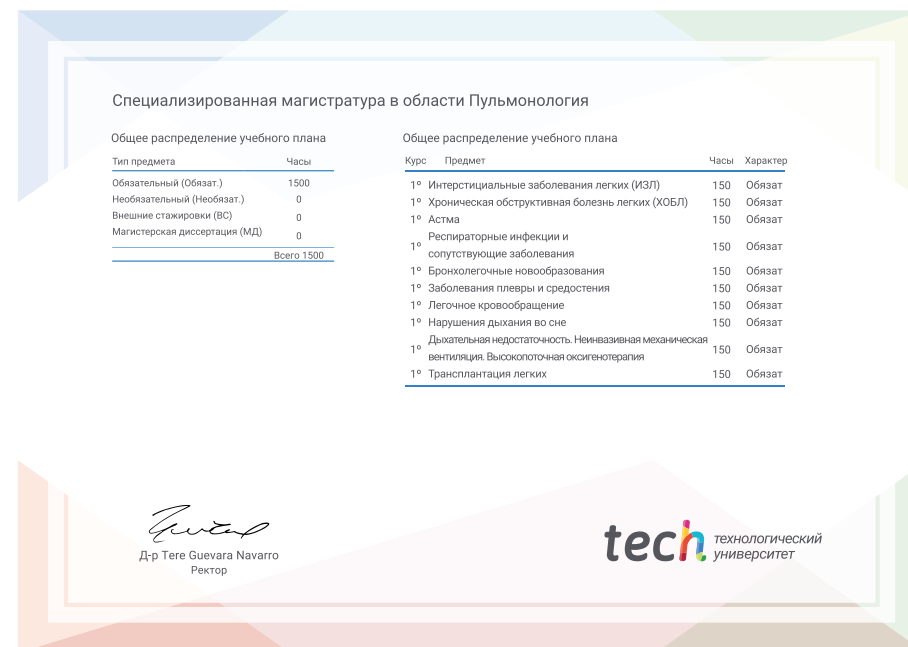 Специализированная магистратура в области Пульмонология
Общее распределение учебного плана
Тип предмета Часы
Обязательный (Обязат.) 1500
Необязательный (Необязат.) 0
Внешние стажировки (ВС) 0
Магистерская диссертация (МД) 0
Всего 1500
Общее распределение учебного плана
Курс Предмет Часы Характер
1º Интерстициальные заболевания легких (ИЗЛ) 150 Обязат
1º Хроническая обструктивная болезнь легких (ХОБЛ) 150 Обязат
1º Астма 150 Обязат
1º Респираторные инфекции и
сопутствующие заболевания 150 Обязат
1º Бронхолегочные новообразования 150 Обязат
1º Заболевания плевры и средостения 150 Обязат
1º Легочное кровообращение 150 Обязат
1º Нарушения дыхания во сне 150 Обязат
1º Дыхательная недостаточность. Неинвазивная механическая
вентиляция. Высокопоточная оксигенотерапия 150 Обязат
1º Трансплантация легких 150 Обязат
Д-р Tere Guevara Navarro
Ректор
tech технологический
университет